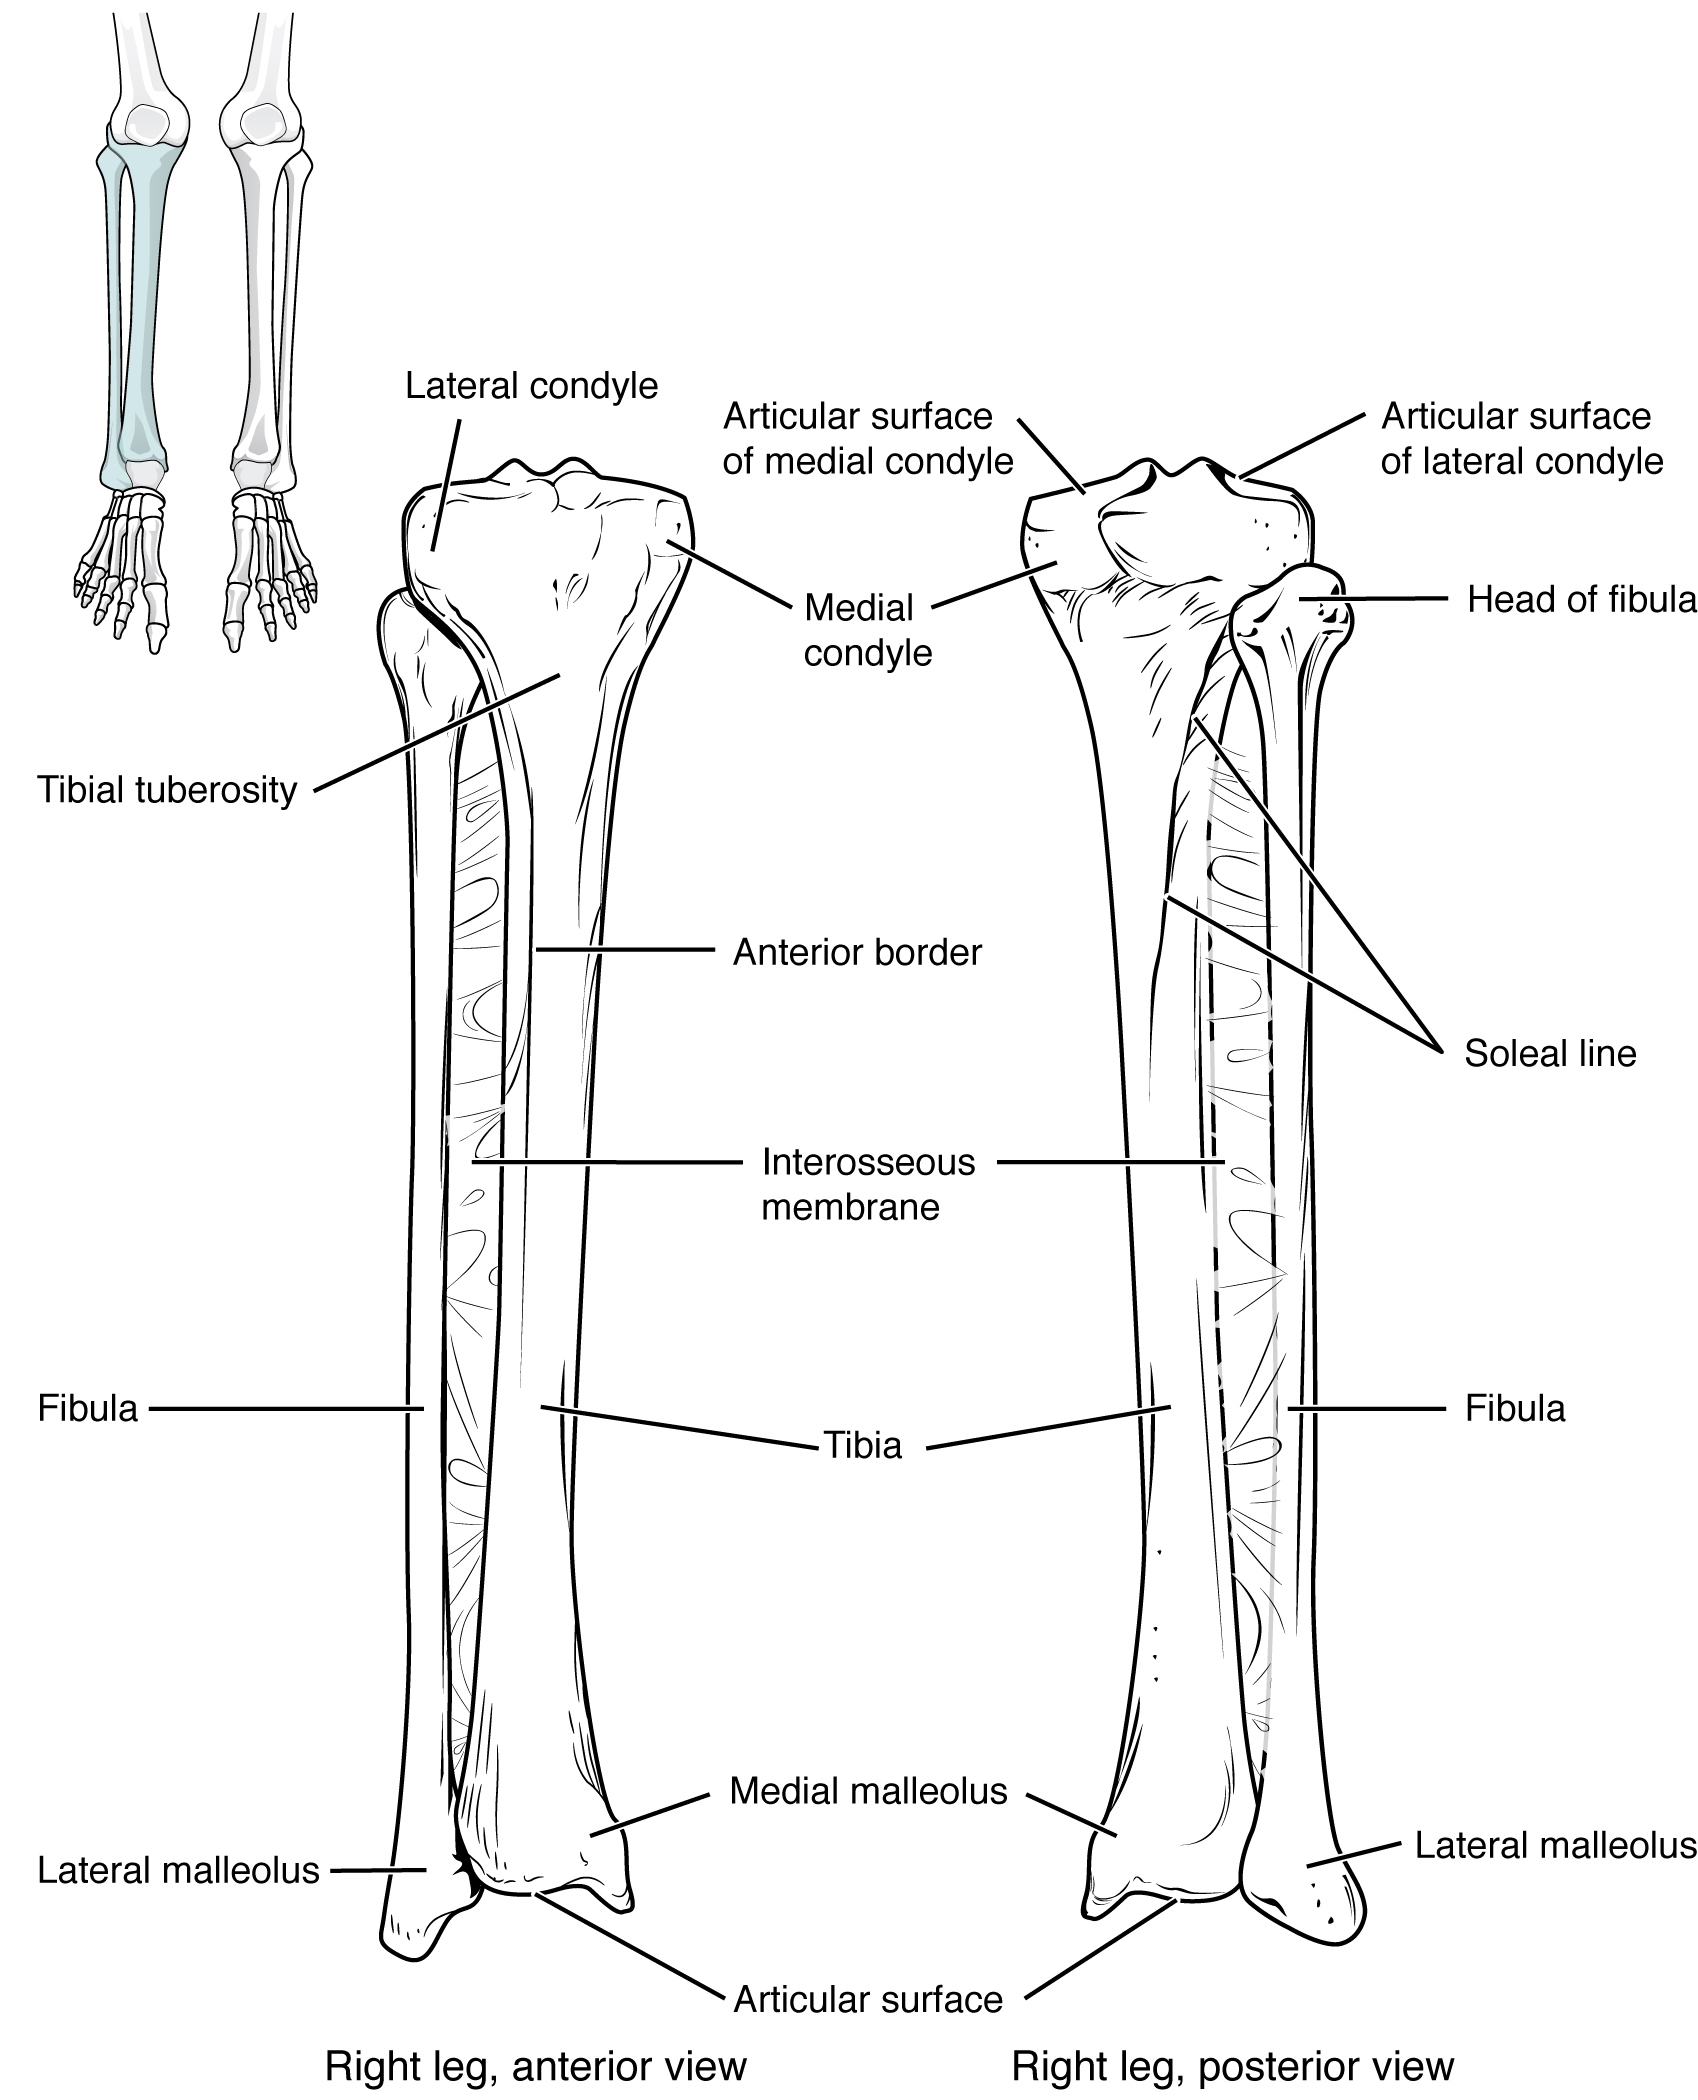 Lateral condyle
Articular surface
of medial condyle
Articular surface
of lateral condyle
Medial
condyle
Head of fibula
Tibial tuberosity
Anterior border
Soleal line
Interosseous
membrane
Fibula
Tibia
Fibula
Medial malleolus
Lateral malleolus
Lateral malleolus
Articular surface
Right leg, anterior view
Right leg, posterior view